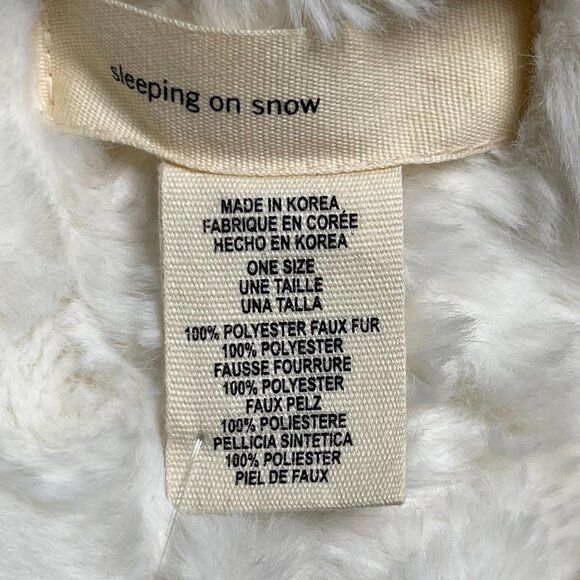 sleeping on snow
MADE IN KOREA
FABRIQUE EN CORÉE
HECHO EN KOREA
ONE SIZE
UNE TAILLE
UNA TALLA
100% POLYESTER FAUX FUR
100% POLYESTER
FAUSSE FOURRURE
100% POLYESTER
FAUX PELZ
100% POLIESTERE
PELLICIA SINTETICA
100% POLIESTER
PIEL DE FAUX